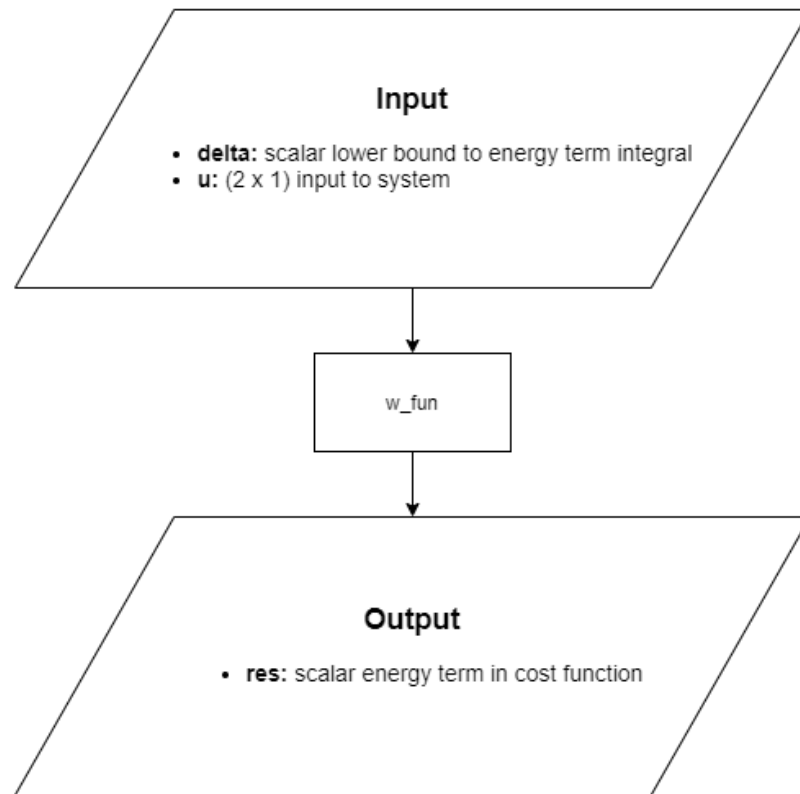 Input
• delta: scalar lower bound to energy term integral
• u: (2 x 1) input to system
w_fun
Output
• res: scalar energy term in cost function